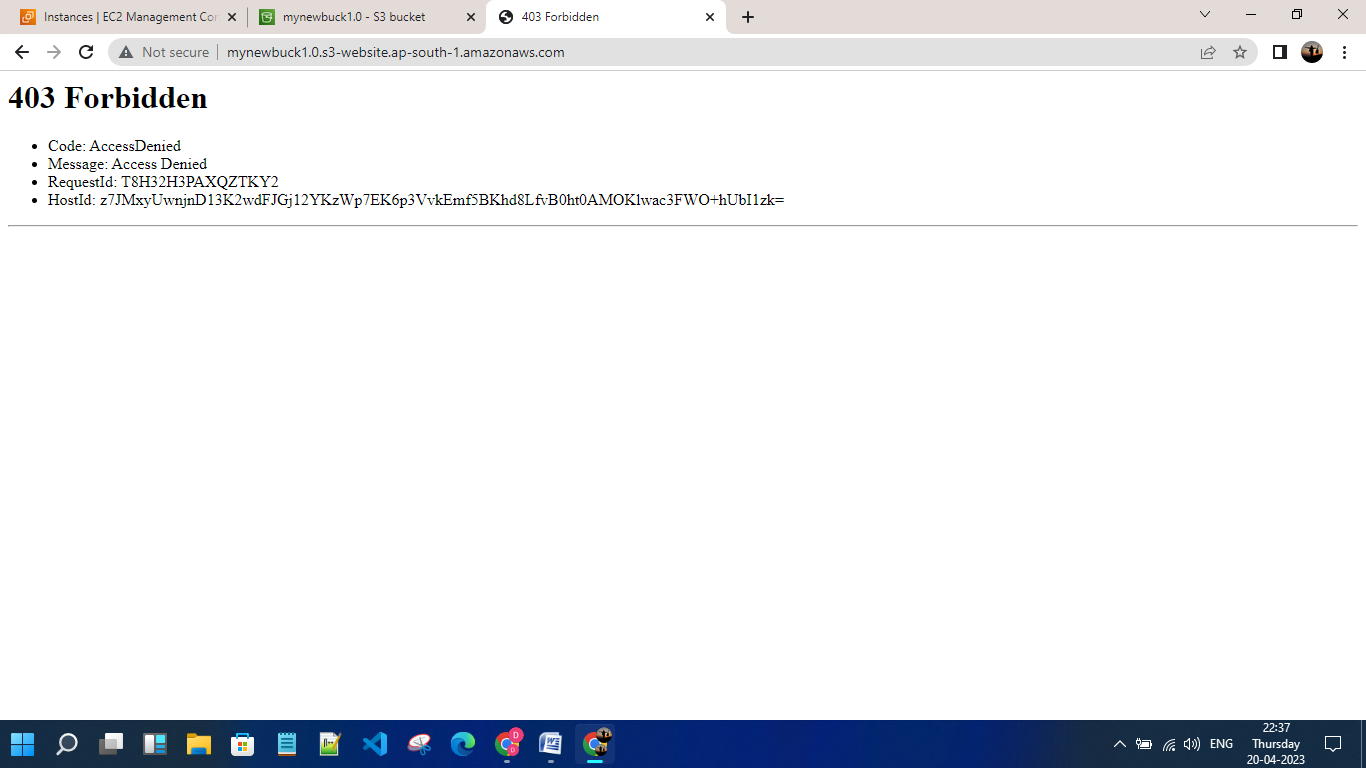 Instances | EC2 Management Con
mynewbuck1.0 - S3 bucket
403 Forbidden
Not secure
mynewbuck1.0.s3-website.ap-south-1.amazonaws.com
403 Forbidden
Code: AccessDenied
Message: Access Denied
RequestId: T8H32H3PAXQZTKY2
HostId: z7JMxyUwnjnD13K2wdFJGj12YKzWp7EK6p3VvkEmf5BKhd8LfvB0ht0AMOKlwac3FWO+hUbI1zk=
ENG
22:37
Thursday
20-04-2023